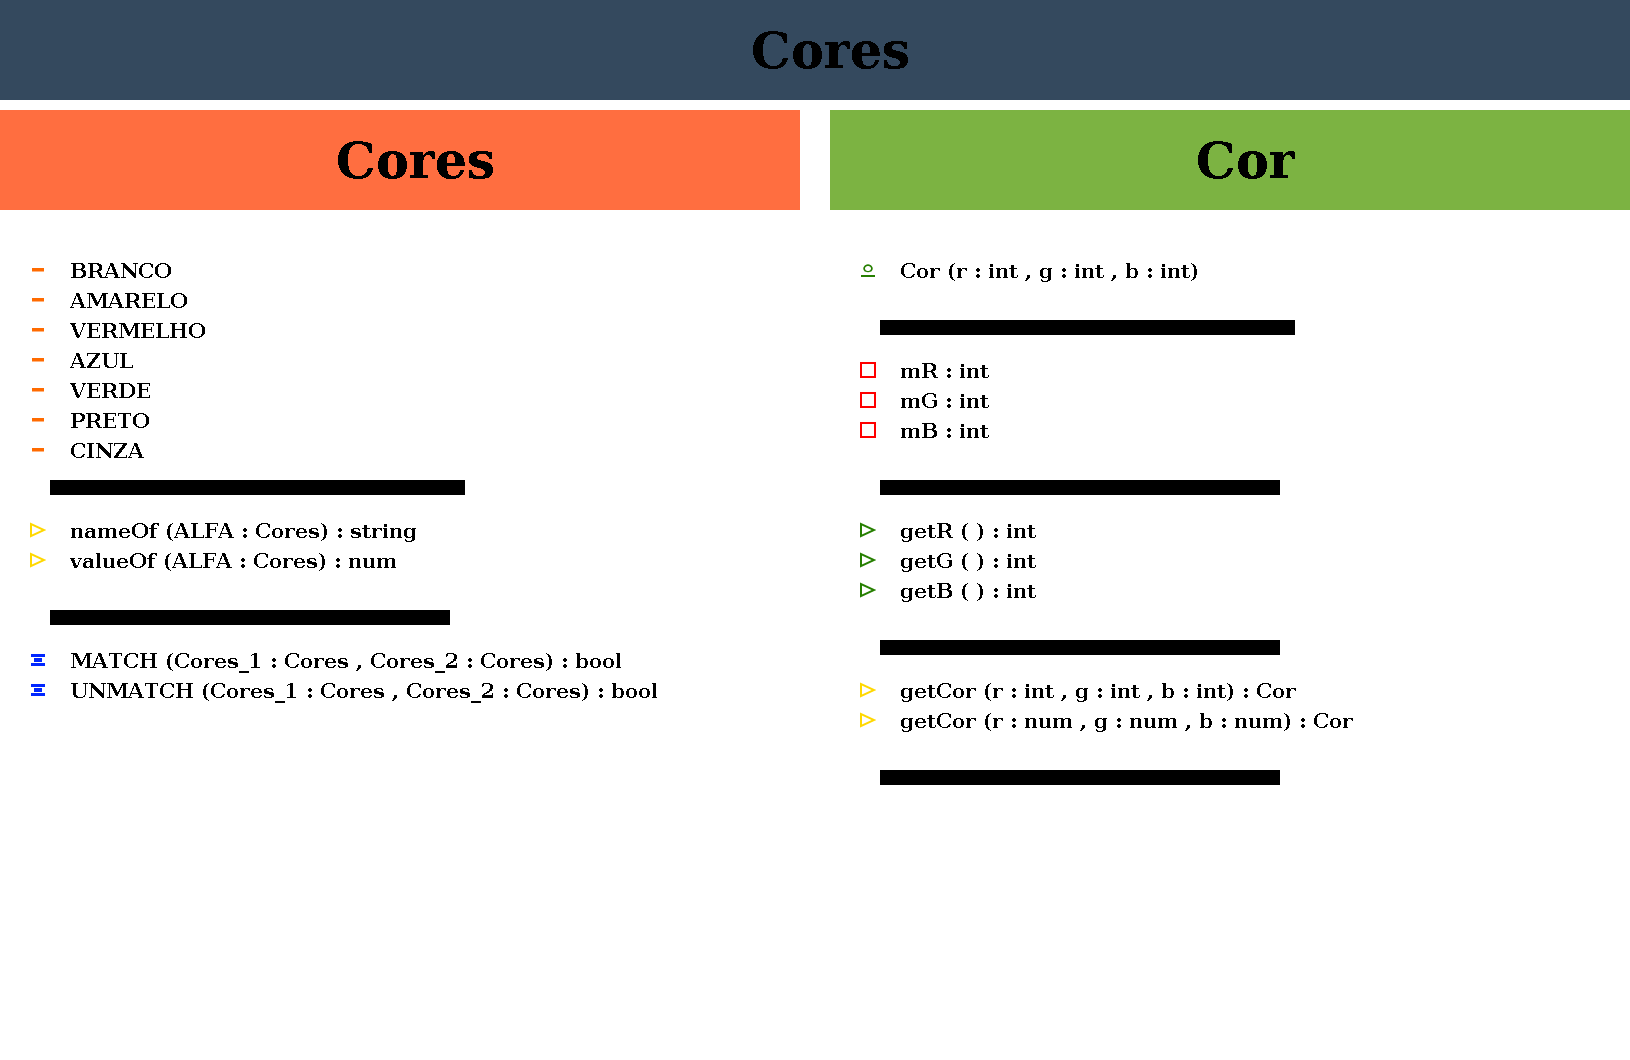 Cores
Cores
BRANCO
AMARELO
VERMELHO
AZUL
VERDE
PRETO
CINZA
nameOf (ALFA : Cores) : string
valueOf (ALFA : Cores) : num
MATCH (Cores_1 : Cores , Cores_2 : Cores) : bool
UNMATCH (Cores_1 : Cores , Cores_2 : Cores) : bool
Cor
Cor (r : int , g : int , b : int)
mR : int
mG : int
mB : int
getR ( ) : int
getG ( ) : int
getB ( ) : int
getCor (r : int , g : int , b : int) : Cor
getCor (r : num , g : num , b : num) : Cor